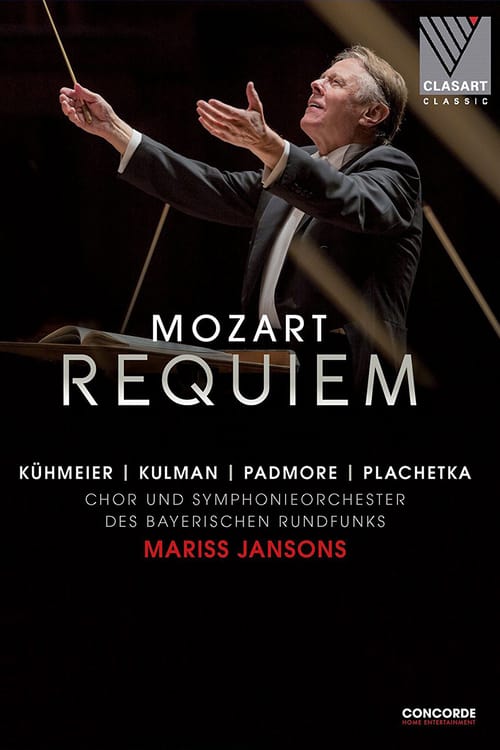 CLASART
CLASSIC
MOZART
REQUIEM
KÜHMEIER | KULMAN | PADMORE | PLACHETKA
CHOR UND SYMPHONIEORCHESTER
DES BAYERISCHEN RUNDFUNKS
MARISS JANSONS
CONCORDE
HOME ENTERTAINMENT